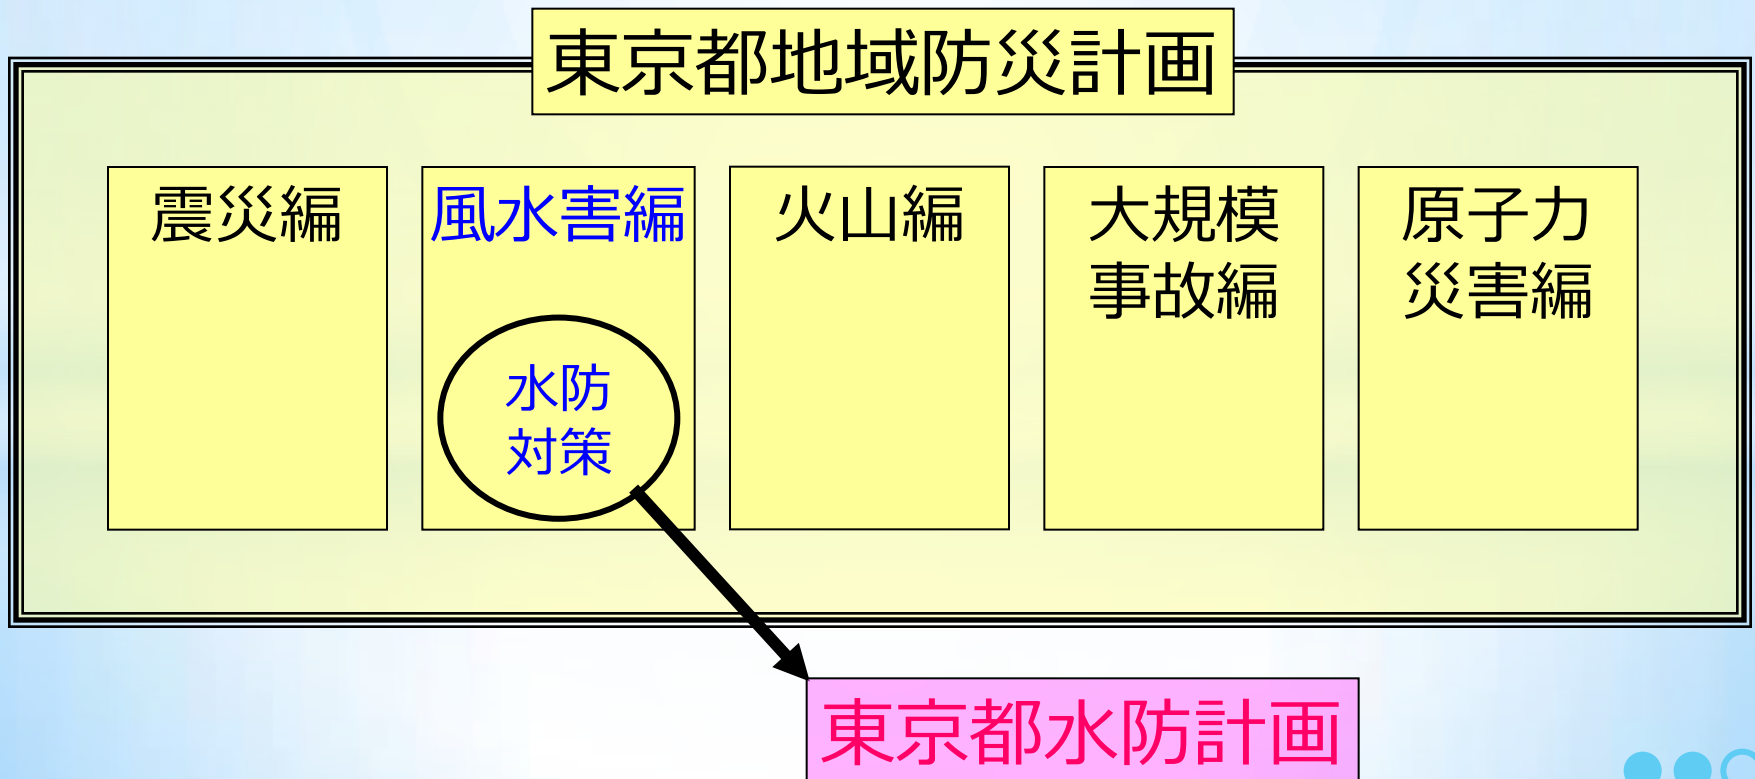 東京都地域防災計画
震災編
風水害編
水防
対策
火山編
大規模
事故編
原子力
災害編
東京都水防計画